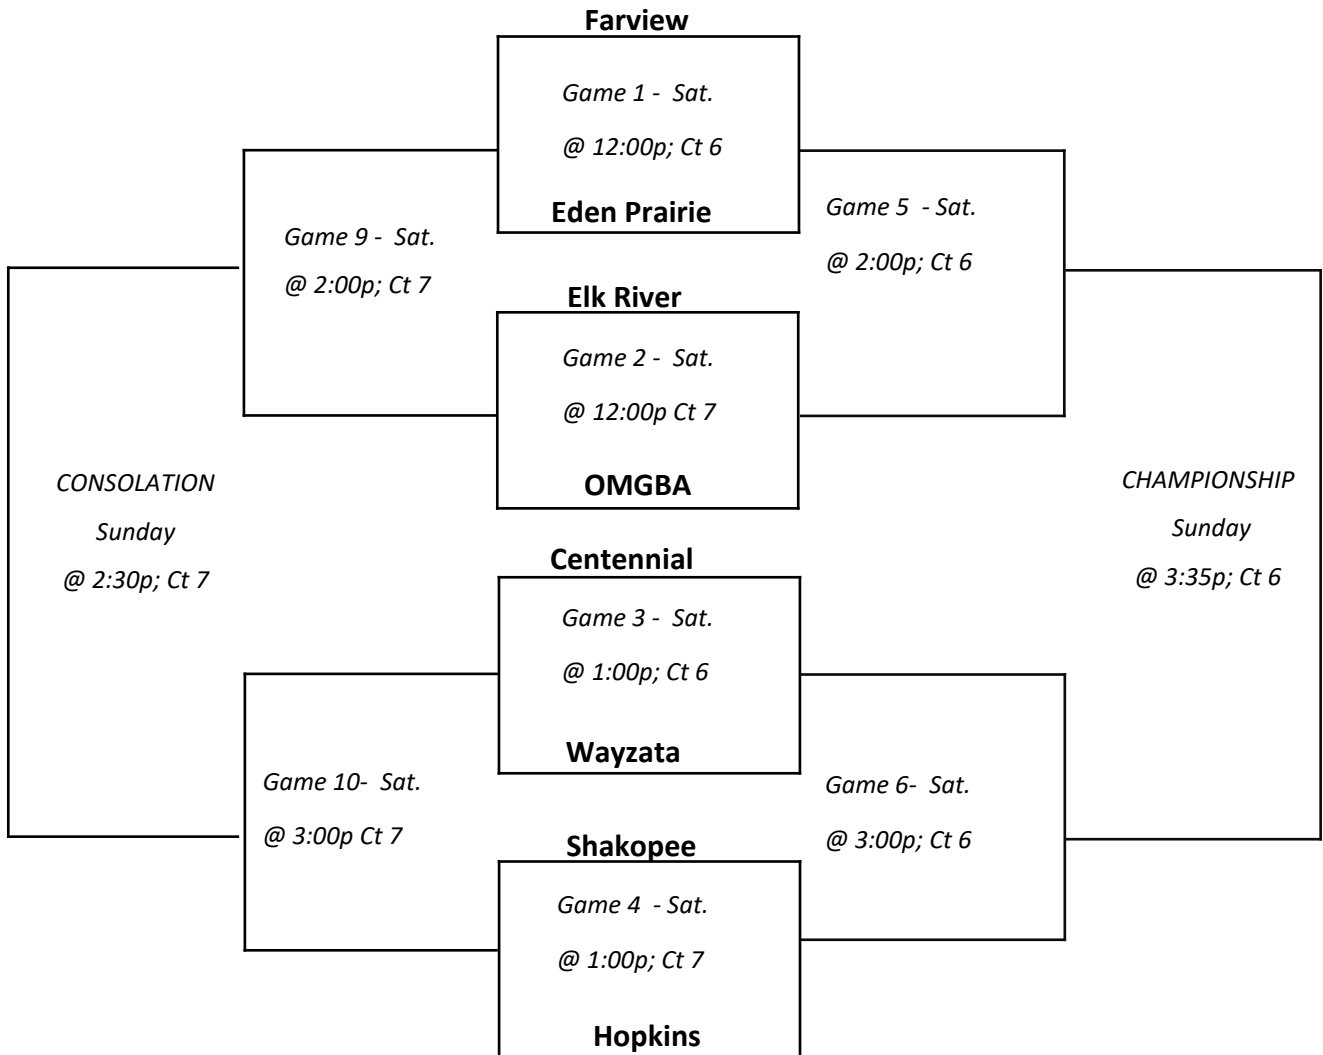 Farview
Game 1 - Sat.
@ 12:00p; Ct 6
Eden Prairie
Game 5 - Sat.
@ 2:00p; Ct 6
Game 9 - Sat.
@ 2:00p; Ct 7
Elk River
Game 2 - Sat.
@ 12:00p Ct 7
OMGBA
CONSOLATION
Sunday
@ 2:30p; Ct 7
CHAMPIONSHIP
Sunday
@ 3:35p; Ct 6
Centennial
Game 3 - Sat.
@ 1:00p; Ct 6
Wayzata
Game 10- Sat.
@ 3:00p Ct 7
Game 6- Sat.
@ 3:00p; Ct 6
Shakopee
Game 4 - Sat.
@ 1:00p; Ct 7
Hopkins